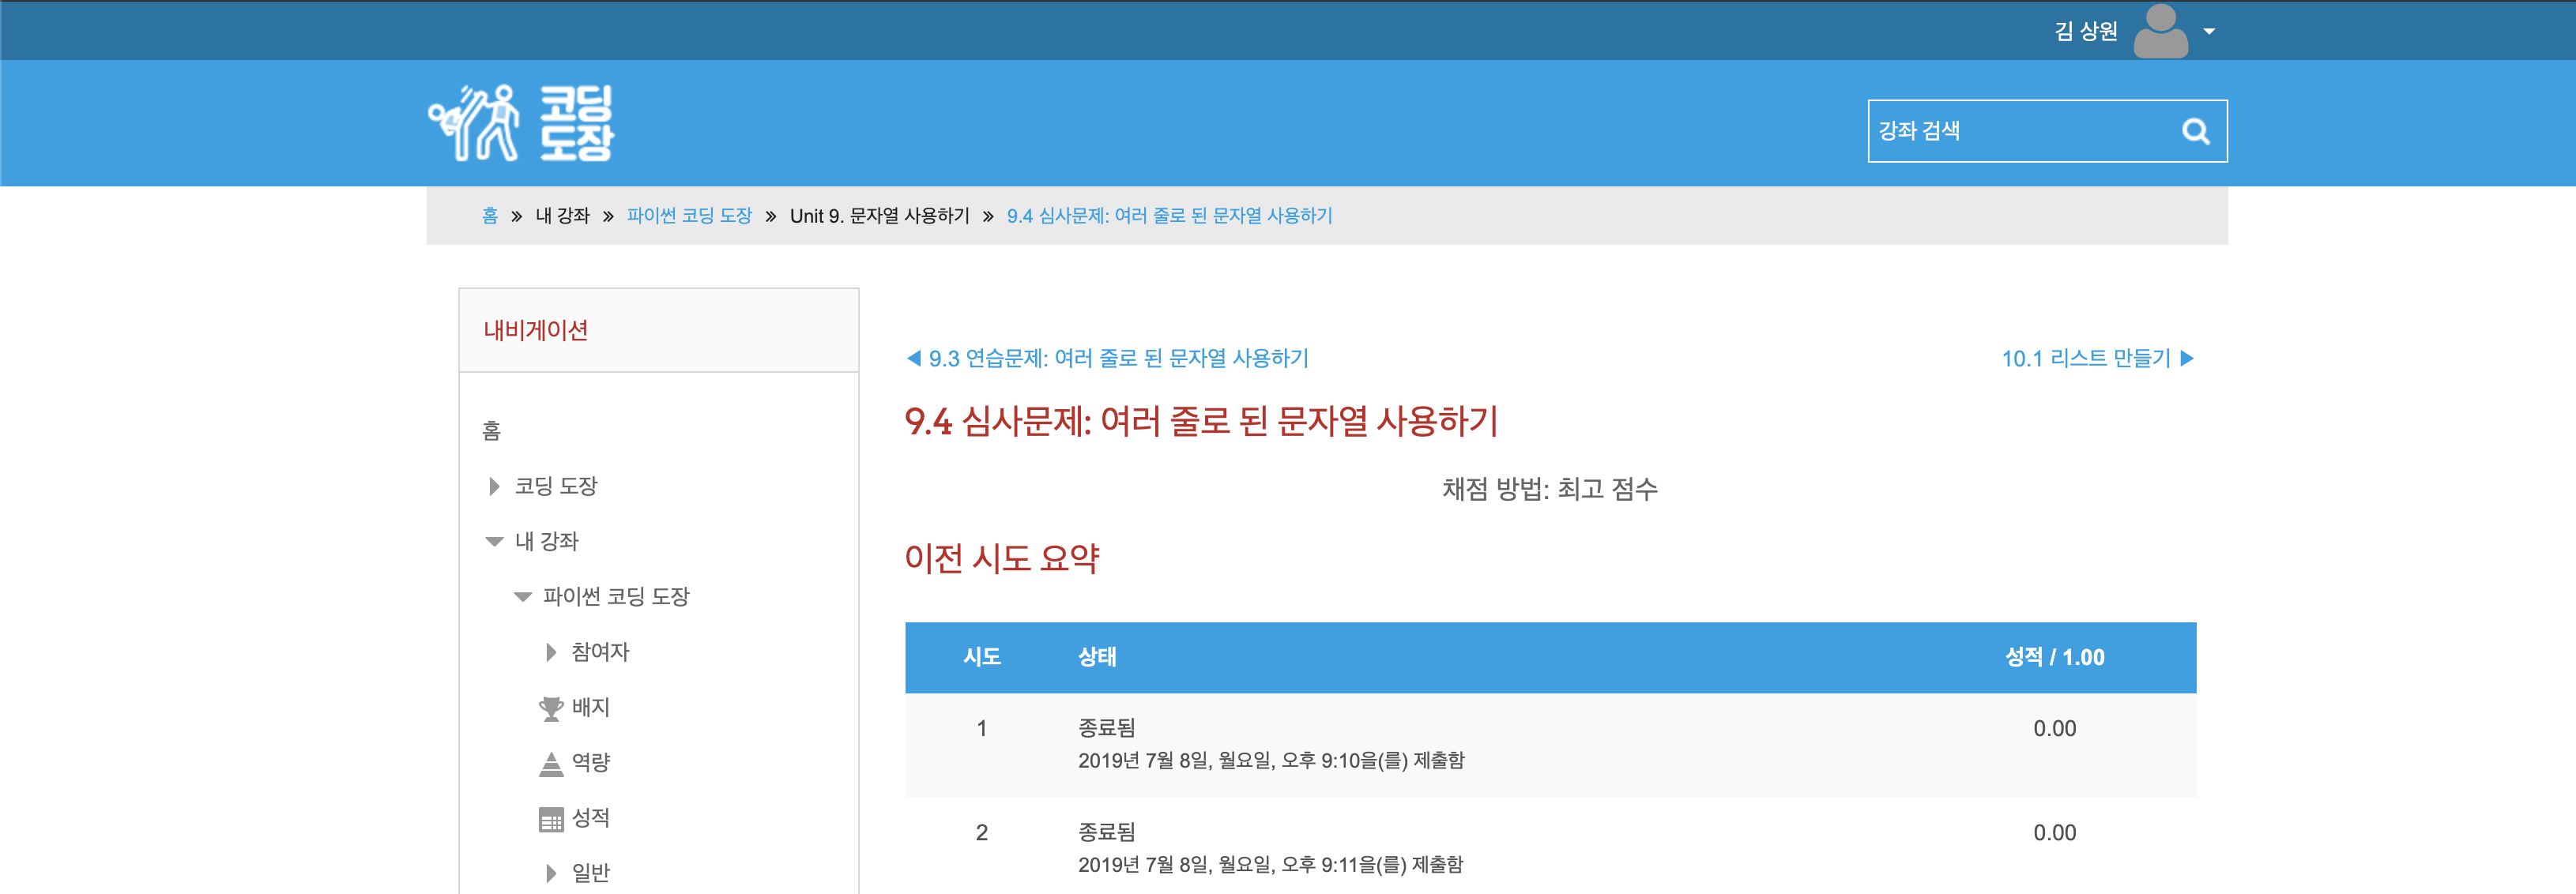 김 상원
코딩
도장
강좌 검색
홈 » 내 강좌 » 파이썬 코딩 도장 » Unit 9. 문자열 사용하기 » 9.4 심사문제: 여러 줄로 된 문자열 사용하기
내비게이션
홈
코딩 도장
내 강좌
파이썬 코딩 도장
참여자
배지
역량
성적
일반
◀ 9.3 연습문제: 여러 줄로 된 문자열 사용하기
10.1 리스트 만들기 ▶
9.4 심사문제: 여러 줄로 된 문자열 사용하기
채점 방법: 최고 점수
이전 시도 요약
시도 상태 성적 / 1.00
1 종료됨 0.00
2019년 7월 8일, 월요일, 오후 9:10을(를) 제출함
2 종료됨 0.00
2019년 7월 8일, 월요일, 오후 9:11을(를) 제출함